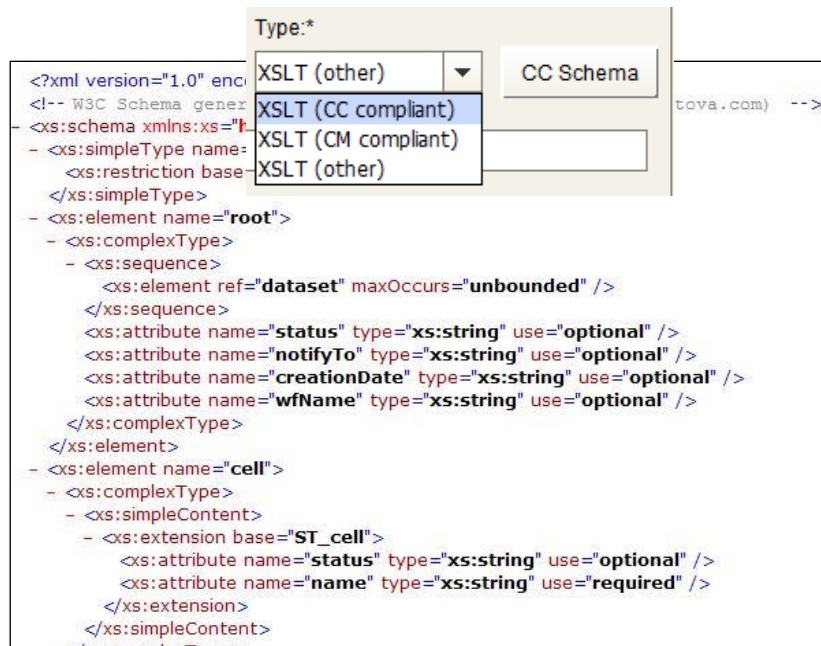 Type:*
XSLT (other)
CC Schema
XSLT (CC compliant)
XSLT (CM compliant)
XSLT (other)
<?xml version="1.0" enc
<!-- W3C Schema gener tova.com) -->
- <xs:schema xmlns:xs="h
- <xs:simpleType name=
<xs:restriction base
</xs:simpleType>
- <xs:element name="root">
- <xs:complexType>
- <xs:sequence>
<xs:element ref="dataset" maxOccurs="unbounded" />
</xs:sequence>
<xs:attribute name="status" type="xs:string" use="optional" />
<xs:attribute name="notifyTo" type="xs:string" use="optional" />
<xs:attribute name="creationDate" type="xs:string" use="optional" />
<xs:attribute name="wfName" type="xs:string" use="optional" />
</xs:complexType>
</xs:element>
- <xs:element name="cell">
- <xs:complexType>
- <xs:simpleContent>
- <xs:extension base="ST_cell">
<xs:attribute name="status" type="xs:string" use="optional" />
<xs:attribute name="name" type="xs:string" use="required" />
</xs:extension>
</xs:simpleContent>